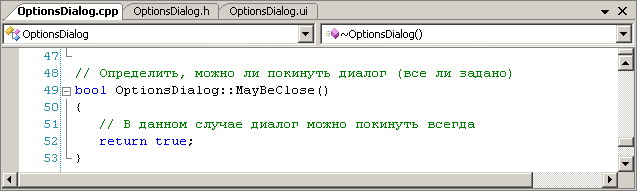 OptionsDialog.cpp OptionsDialog.h OptionsDialog.ui
OptionsDialog ~OptionsDialog()
47
48 // Определить, можно ли покинуть диалог (все ли задано)
49 bool OptionsDialog::MayBeClose()
50 {
51 // В данном случае диалог можно покинуть всегда
52 return true;
53 }